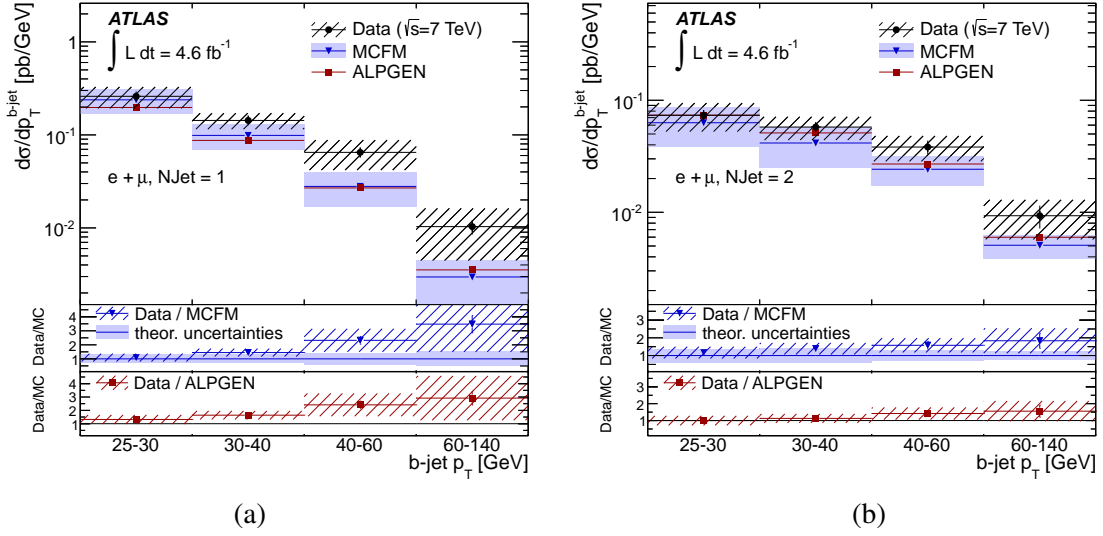 ATLAS
∫ L dt = 4.6 fb⁻¹
Data (√s=7 TeV)
MCFM
ALPGEN
dσ/dp_T^{b-jet} [pb/GeV]
1
10⁻¹
10⁻²
e + μ, NJet = 1
Data/MC
4
3
2
1
Data / MCFM
theor. uncertainties
Data/MC
4
3
2
1
Data / ALPGEN
25-30 30-40 40-60 60-140
b-jet p_T [GeV]
(a)
ATLAS
∫ L dt = 4.6 fb⁻¹
Data (√s=7 TeV)
MCFM
ALPGEN
dσ/dp_T^{b-jet} [pb/GeV]
1
10⁻¹
10⁻²
e + μ, NJet = 2
Data/MC
3
2
1
Data / MCFM
theor. uncertainties
Data/MC
3
2
1
Data / ALPGEN
25-30 30-40 40-60 60-140
b-jet p_T [GeV]
(b)